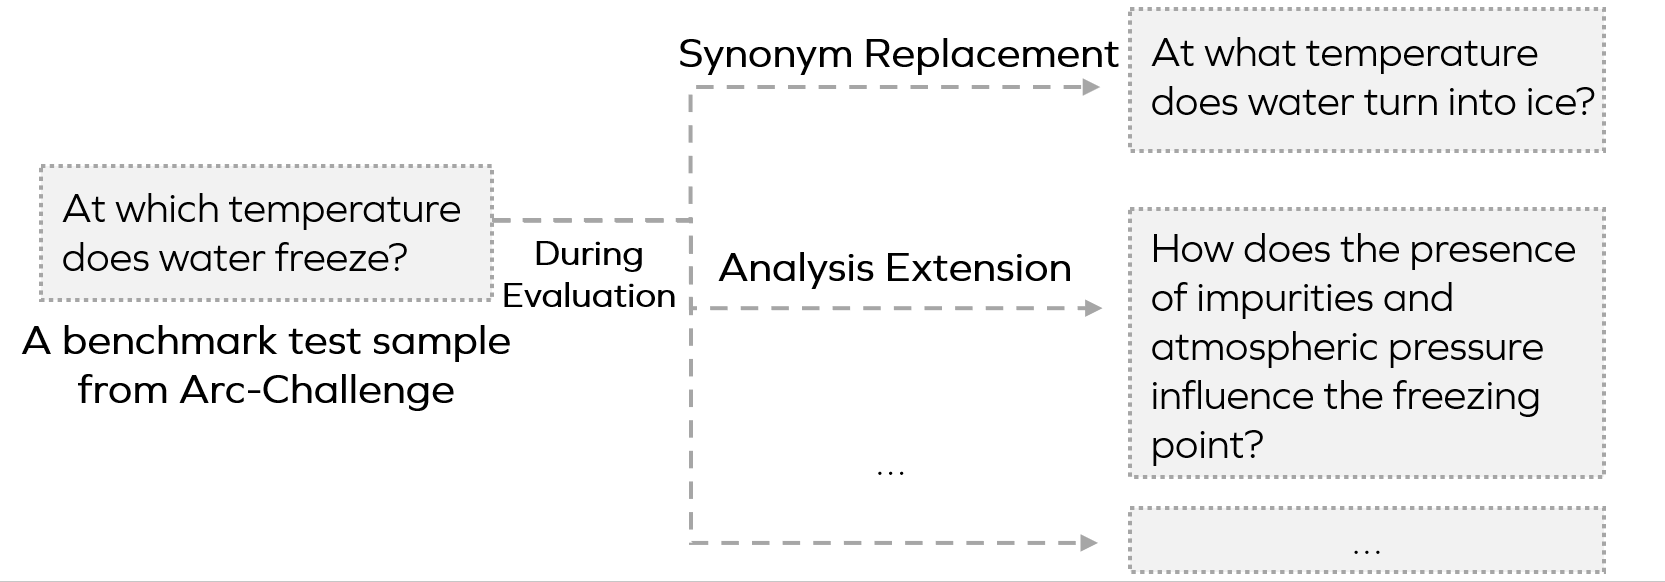 At which temperature
does water freeze?
A benchmark test sample
from Arc-Challenge
During
Evaluation
Synonym Replacement
At what temperature
does water turn into ice?
Analysis Extension
How does the presence
of impurities and
atmospheric pressure
influence the freezing
point?
...
...